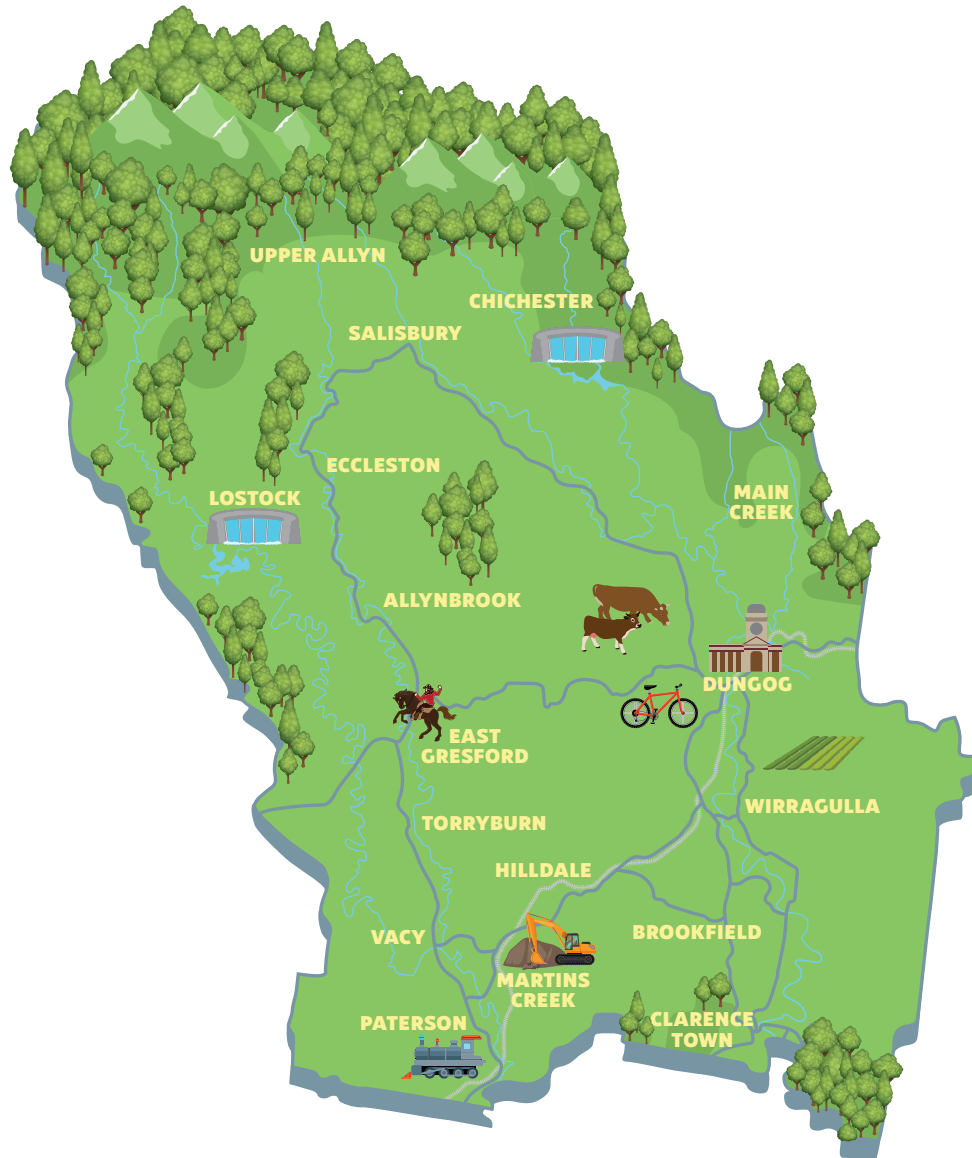 UPPER ALLYN
CHICHESTER
SALISBURY
ECCLESTON
LOSTOCK
MAIN
CREEK
ALLYNBROOK
DUNGOG
EAST
GRESFORD
WIRRAGULLA
TORRYBURN
HILLDALE
VACY
BROOKFIELD
MARTINS
CREEK
PATERSON
CLARENCE
TOWN